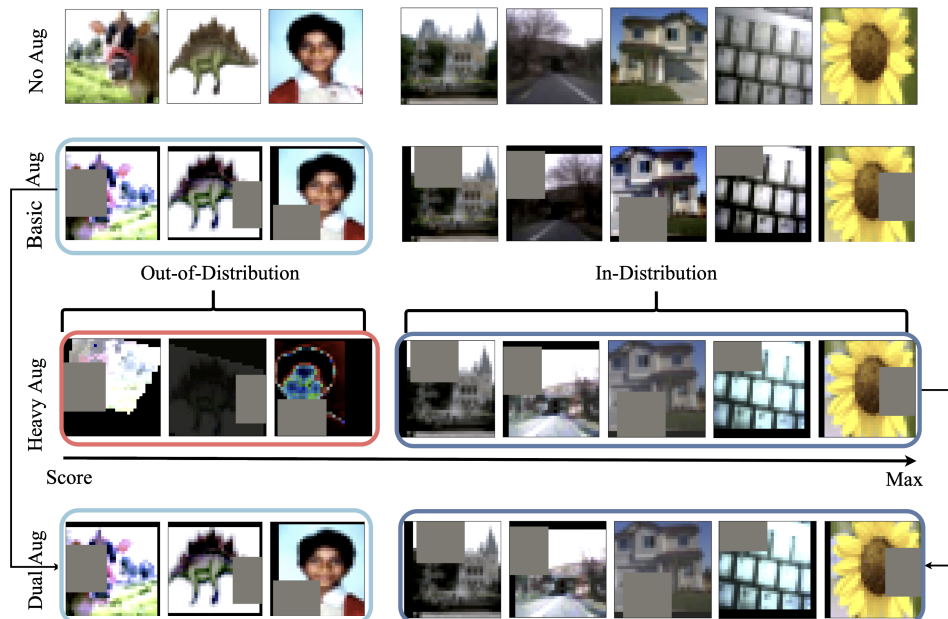 No Aug
Basic Aug
Out-of-Distribution
In-Distribution
Heavy Aug
Score
Max
Dual Aug